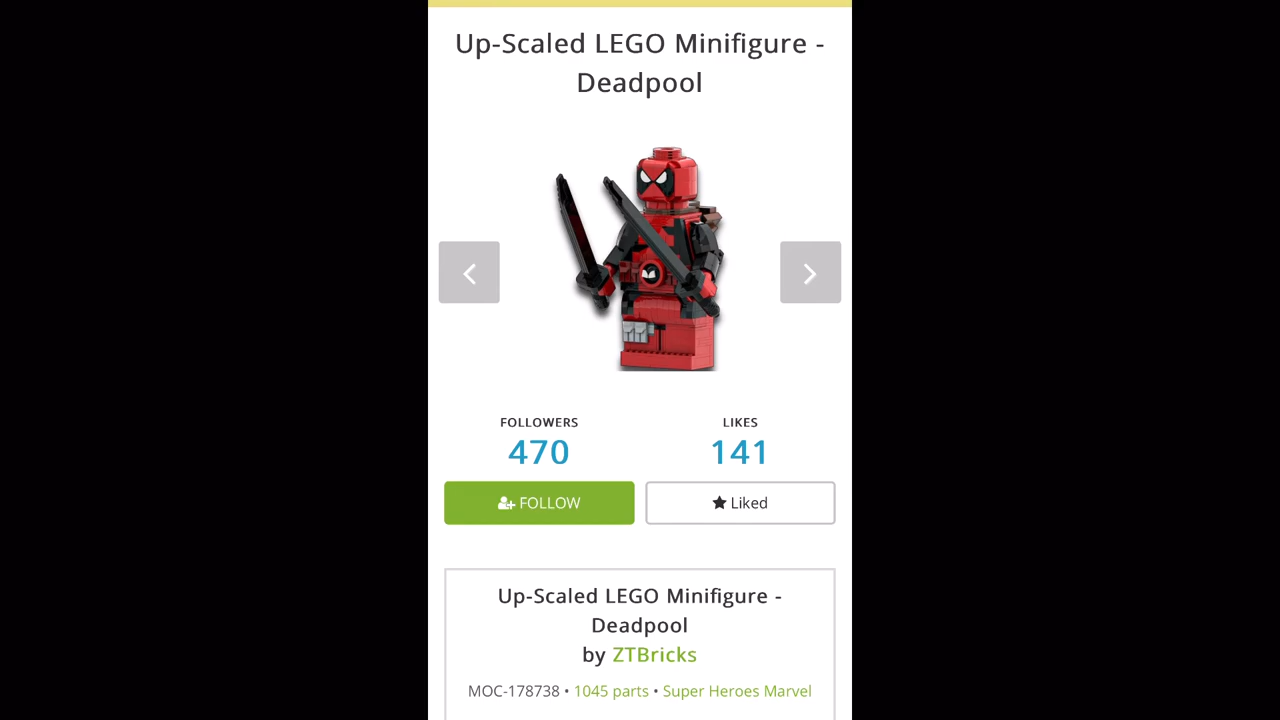 Up-Scaled LEGO Minifigure -
Deadpool
FOLLOWERS
470
LIKES
141
FOLLOW
Liked
Up-Scaled LEGO Minifigure -
Deadpool
by ZTBricks
MOC-178738 • 1045 parts • Super Heroes Marvel